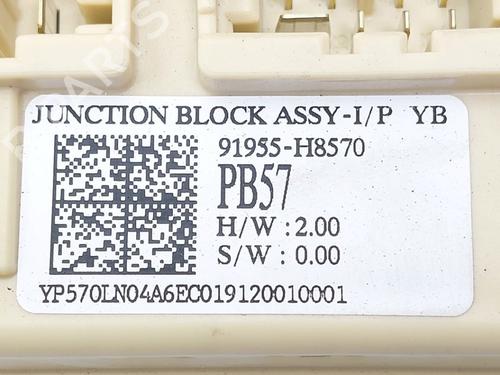 JUNCTION BLOCK ASSY-I/P YB
91955-H8570
PB57
H/W : 2.00
S/W : 0.00
YP570LN04A6EC019120010001